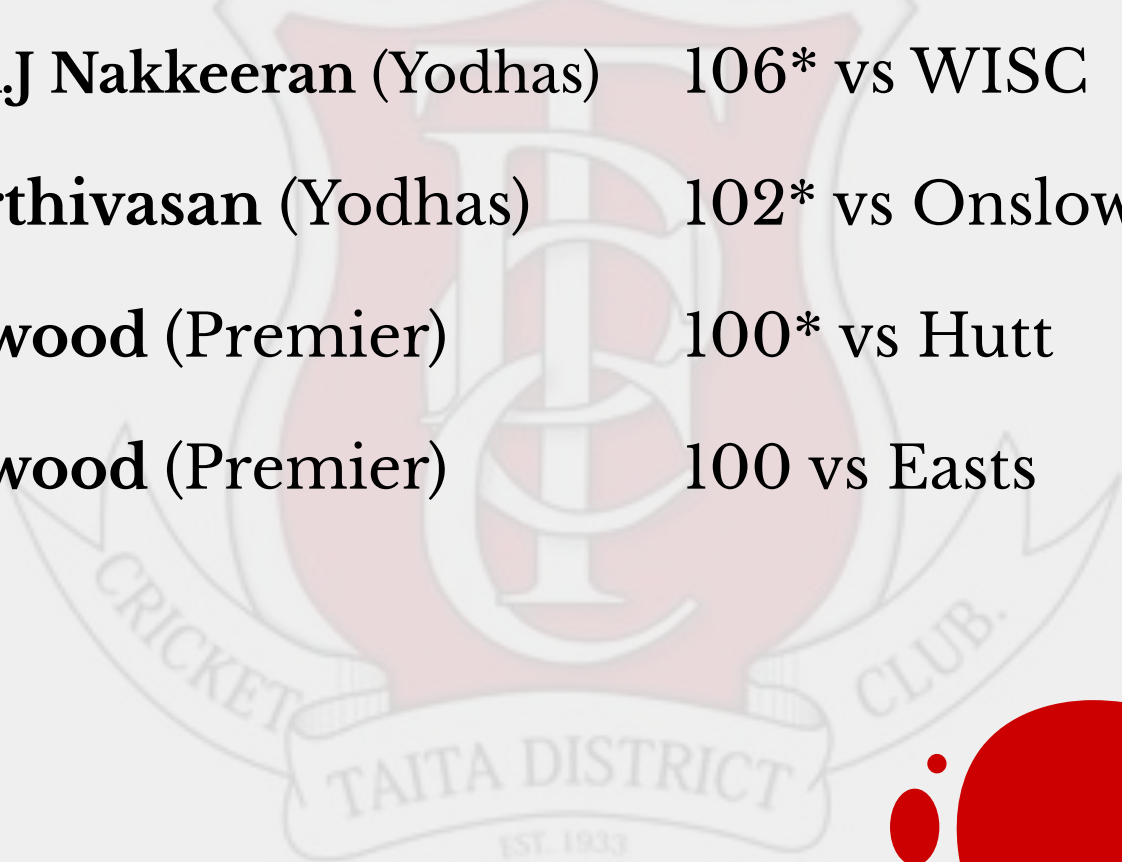 .J Nakkeeran (Yodhas) 106* vs WISC
rthivasan (Yodhas) 102* vs Onslow
wood (Premier) 100* vs Hutt
wood (Premier) 100 vs Easts
CRICKET CLUB.
TAITA DISTRICT
EST. 1933